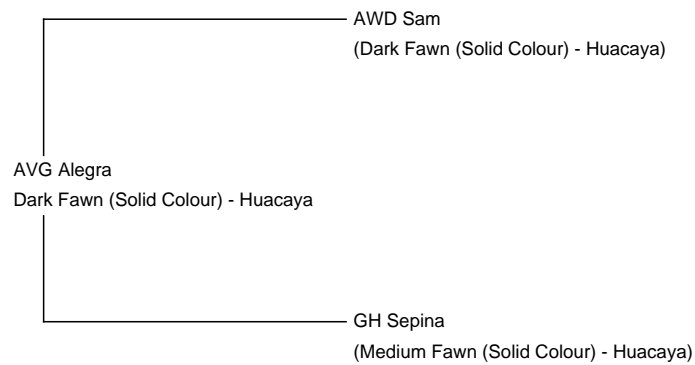 AWD Sam
(Dark Fawn (Solid Colour) - Huacaya)
AVG Alegra
Dark Fawn (Solid Colour) - Huacaya
GH Sepina
(Medium Fawn (Solid Colour) - Huacaya)